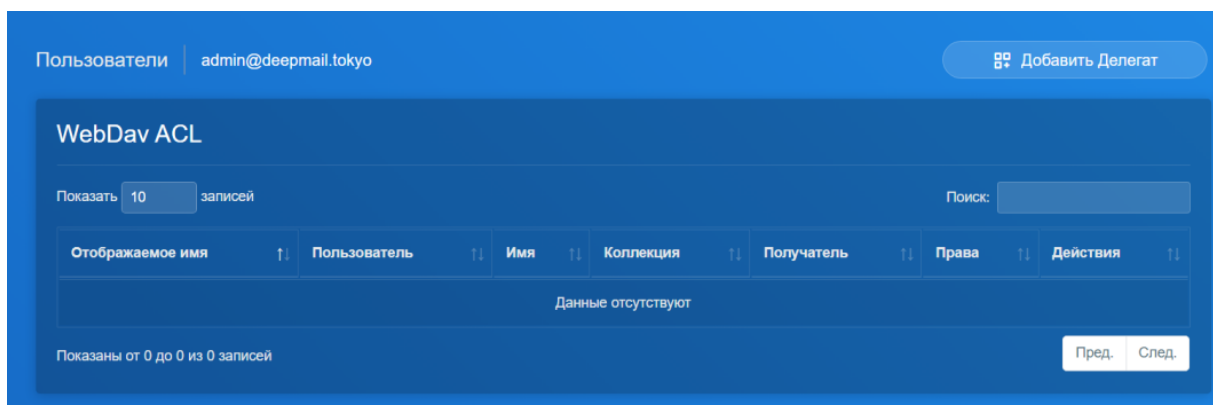 Пользователи admin@deepmail.tokyo Добавить Делегат
WebDav ACL
Показать 10 записей Поиск:
Отображаемое имя Пользователь Имя Коллекция Получатель Права Действия
Данные отсутствуют
Показаны от 0 до 0 из 0 записей Пред. След.